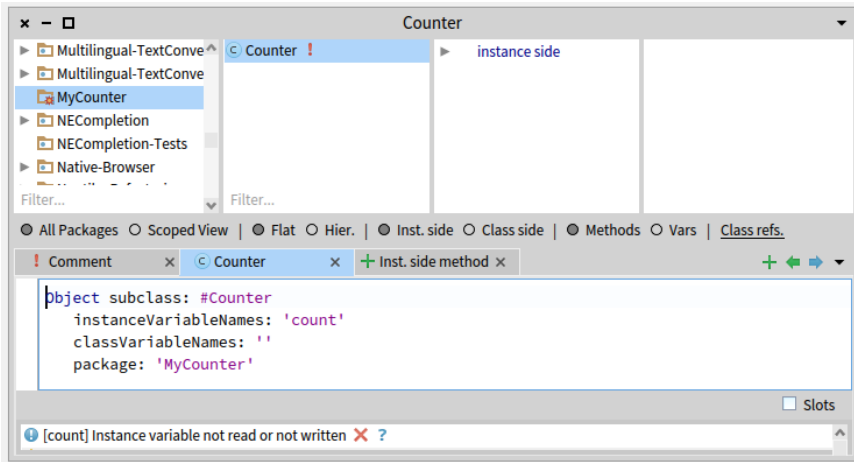 Counter
Multilingual-TextConve
Multilingual-TextConve
MyCounter
NECompletion
NECompletion-Tests
Native-Browser
Filter...
C Counter !
Filter...
instance side
All Packages Scoped View | Flat Hier. | Inst. side Class side | Methods Vars | Class refs.
! Comment × C Counter × + Inst. side method ×
Object subclass: #Counter
instanceVariableNames: 'count'
classVariableNames: ''
package: 'MyCounter'
Slots
[count] Instance variable not read or not written ?